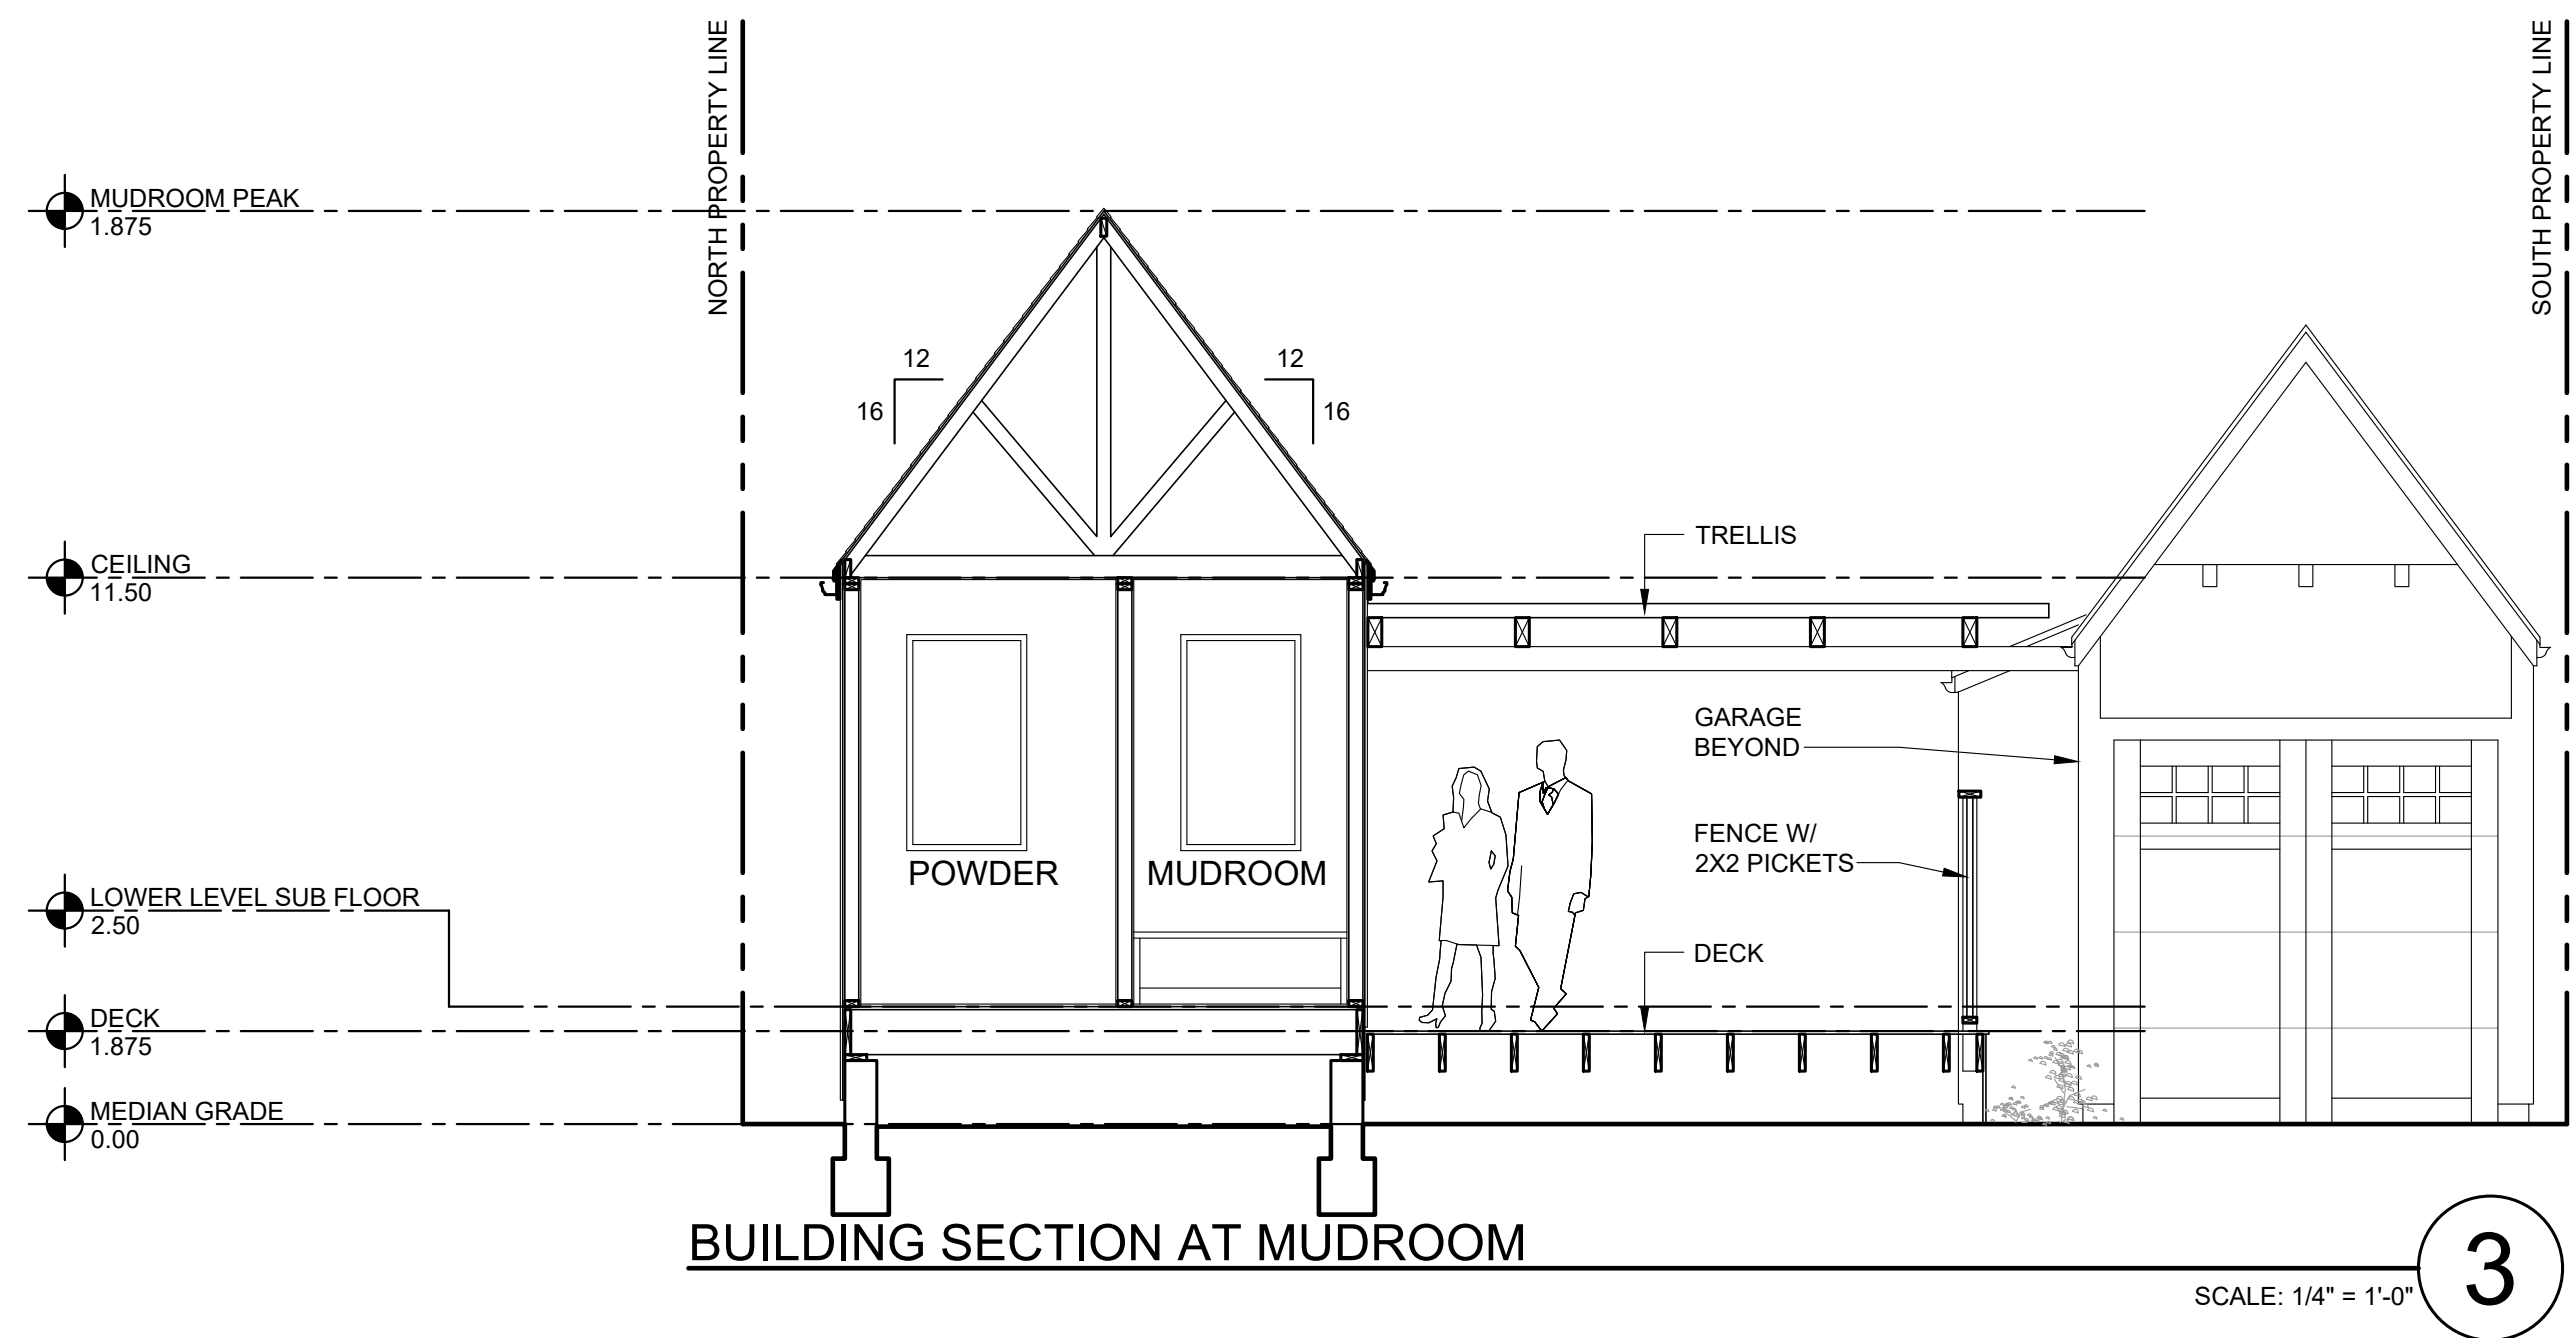 NORTH PROPERTY LINE
SOUTH PROPERTY LINE
MUDROOM PEAK
1.875
12
16
12
16
CEILING
11.50
TRELLIS
GARAGE
BEYOND
FENCE W/
2X2 PICKETS
POWDER
MUDROOM
LOWER LEVEL SUB FLOOR
2.50
DECK
DECK
1.875
MEDIAN GRADE
0.00
BUILDING SECTION AT MUDROOM
3
SCALE: 1/4" = 1'-0"